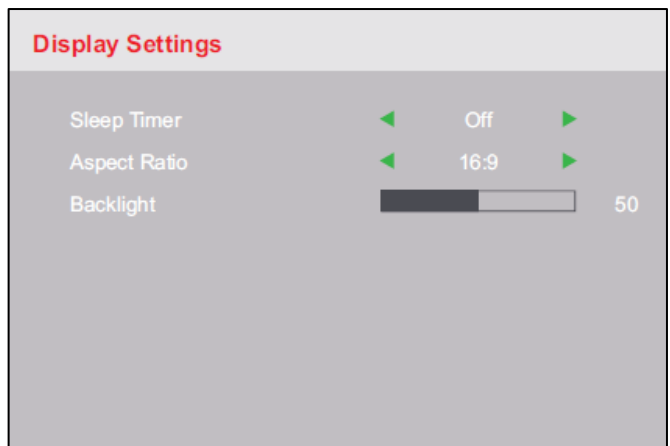 Display Settings
Sleep Timer Off
Aspect Ratio 16:9
Backlight 50